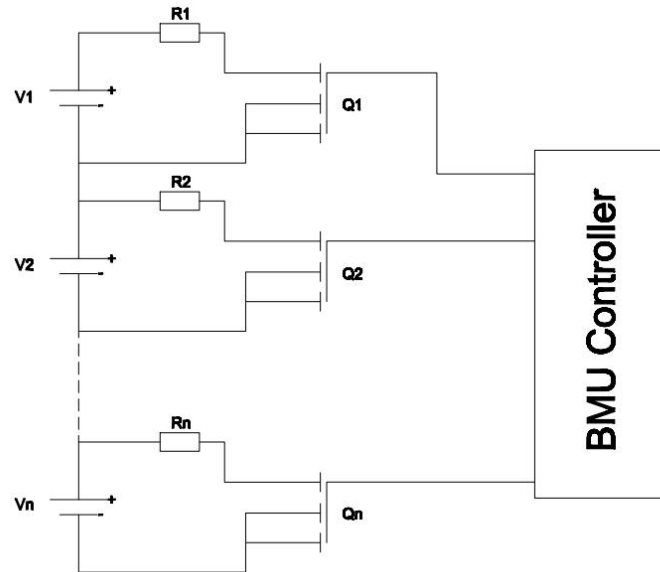 R1
V1
+
-
Q1
R2
V2
+
-
Q2
BMU Controller
Rn
Vn
+
-
Qn